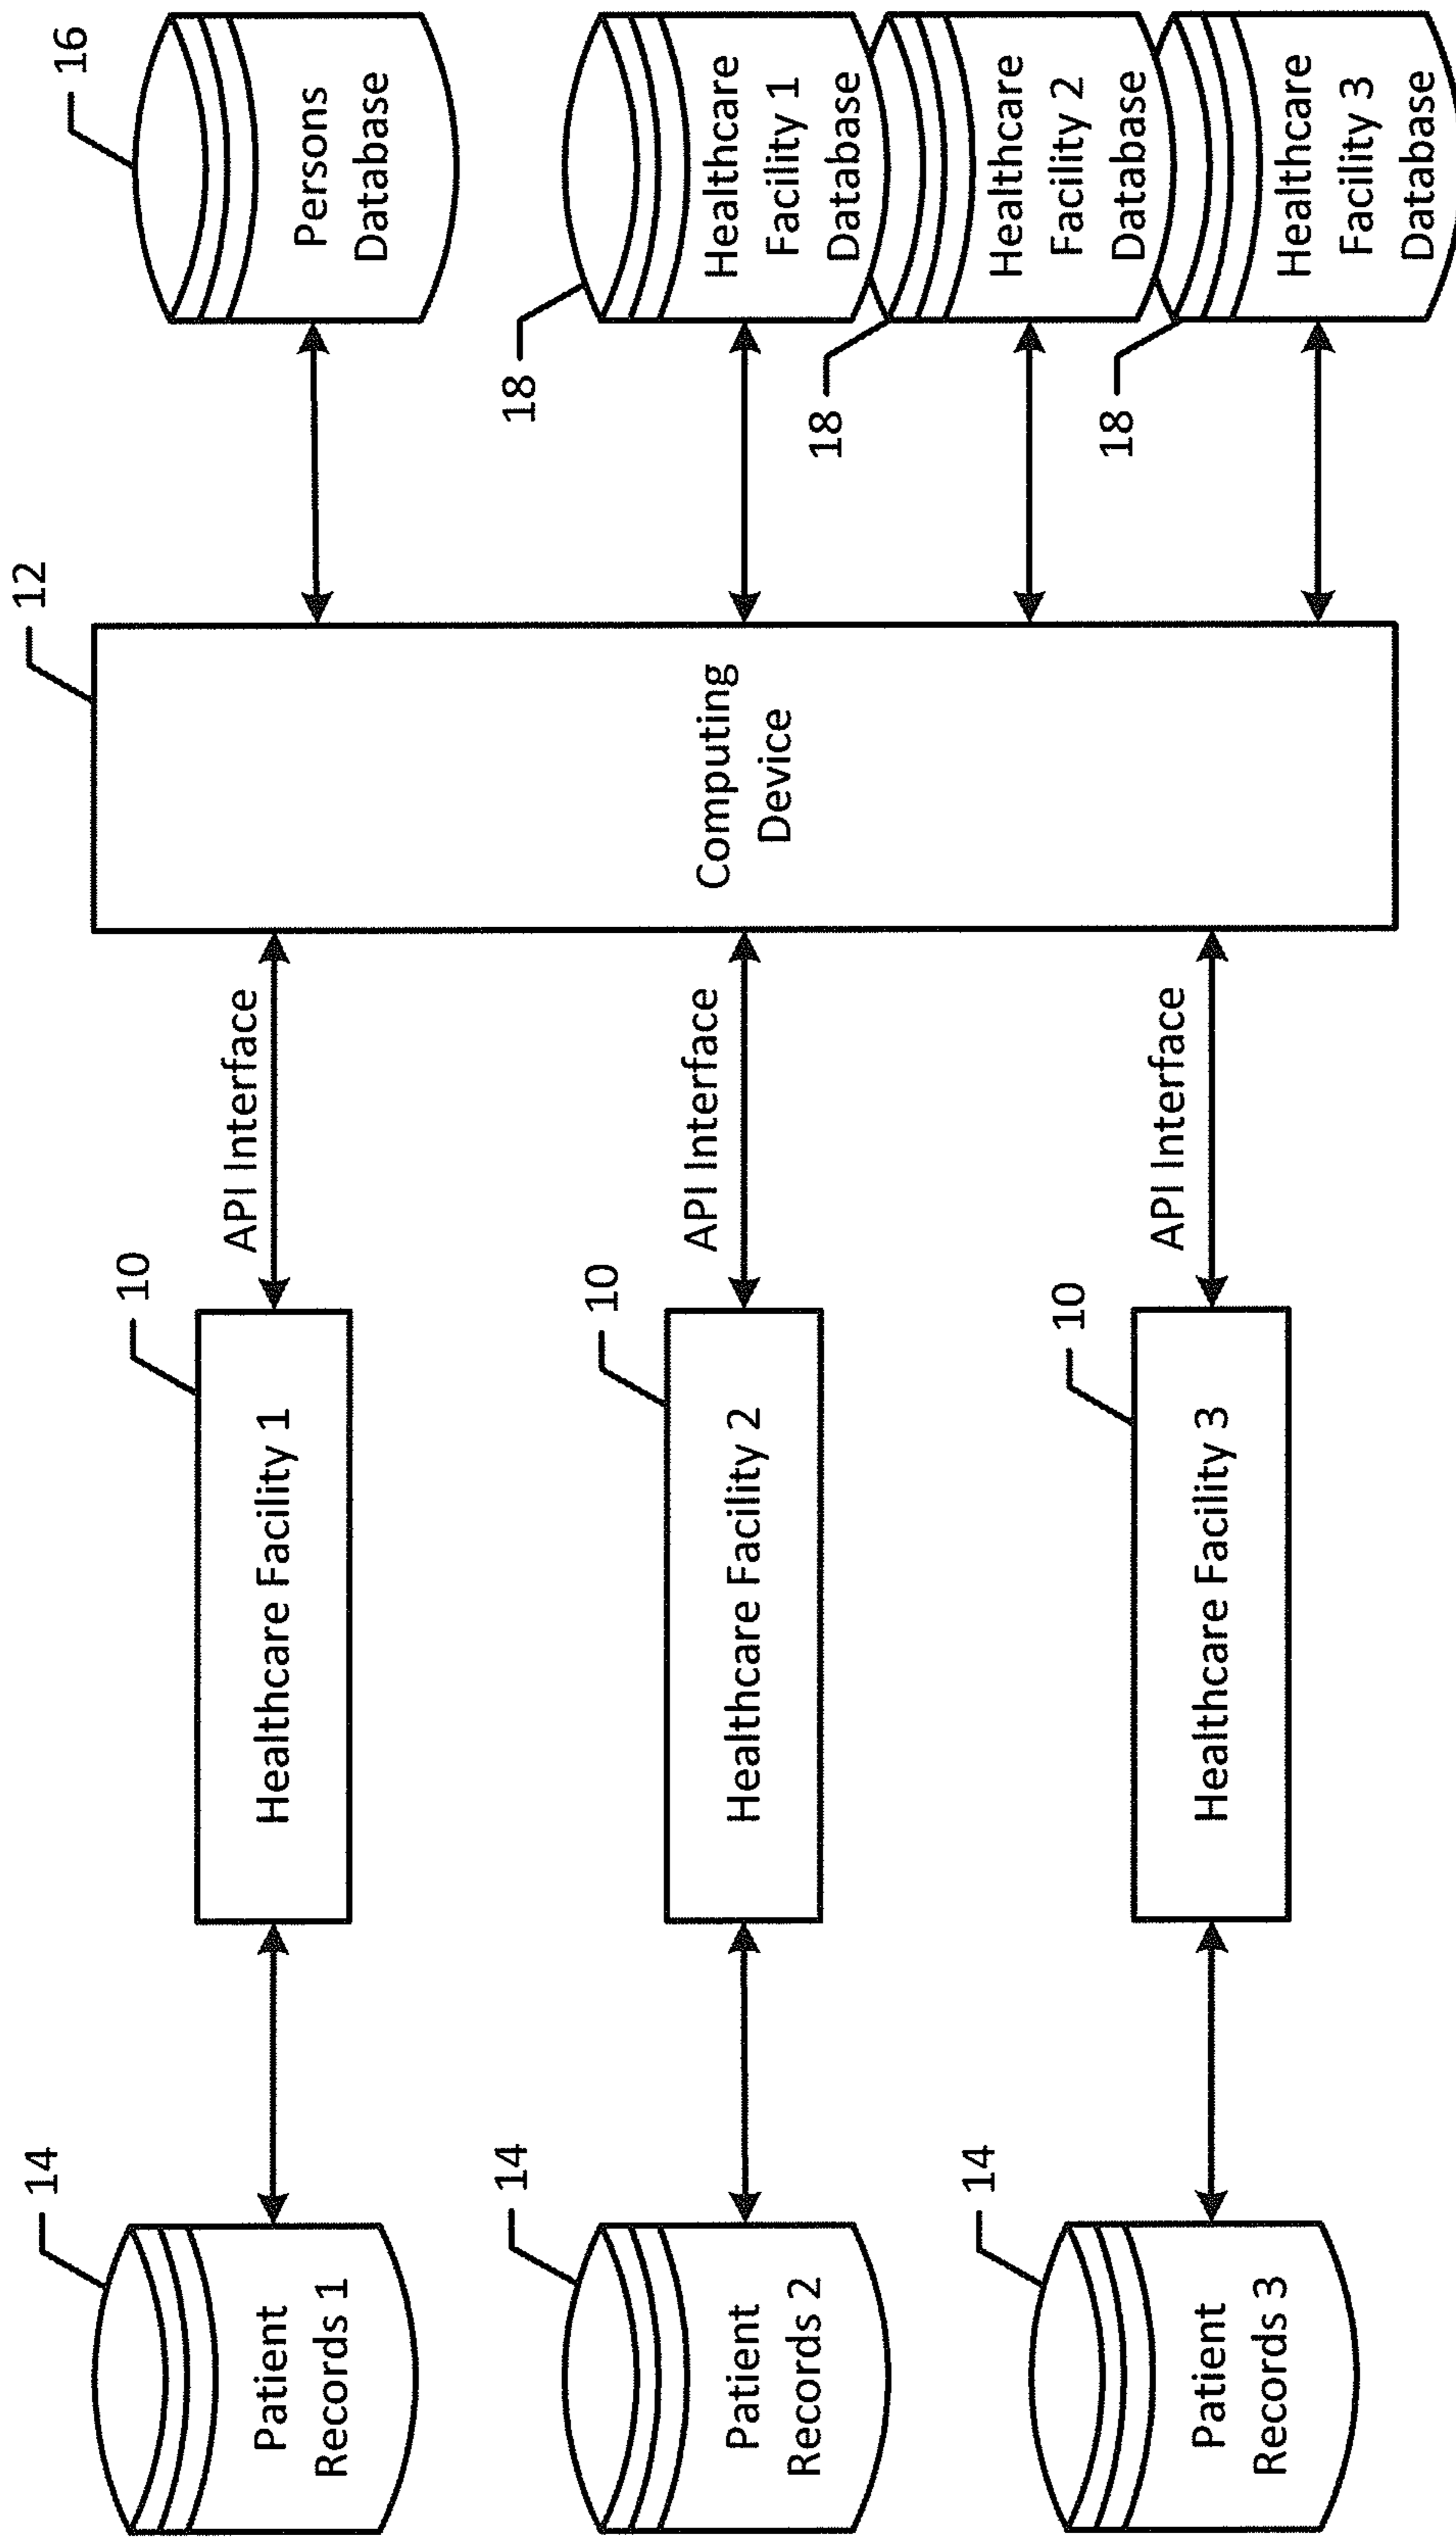 14
Patient
Records 1
10
Healthcare Facility 1
API Interface
12
Computing
Device
16
Persons
Database
14
Patient
Records 2
10
Healthcare Facility 2
API Interface
18
Healthcare
Facility 1
Database
18
Healthcare
Facility 2
Database
14
Patient
Records 3
10
Healthcare Facility 3
API Interface
18
Healthcare
Facility 3
Database